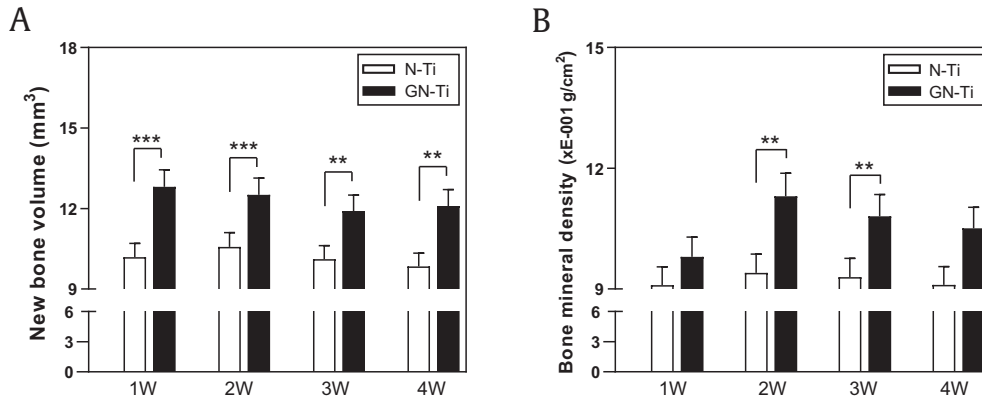 A
New bone volume (mm³)
18
15
12
9
6
3
0
N-Ti
GN-Ti
***
***
**
**
1W
2W
3W
4W
B
Bone mineral density (xE-001 g/cm²)
15
12
9
6
3
0
N-Ti
GN-Ti
**
**
1W
2W
3W
4W